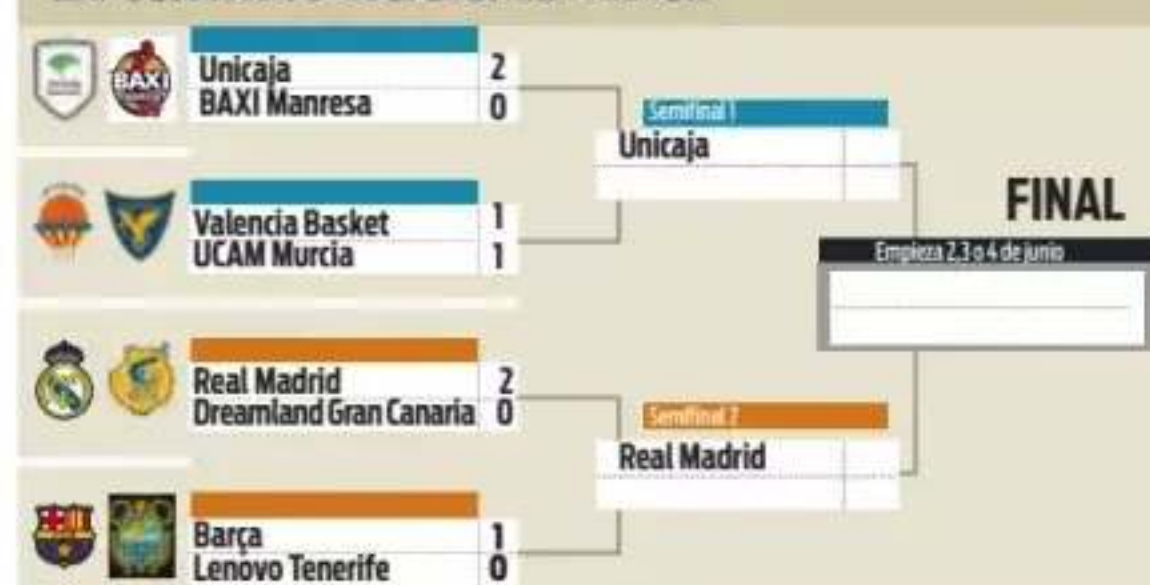 BAXI
Unicaja 2
BAXI Manresa 0
Valencia Basket 1
UCAM Murcia 1
Real Madrid 2
Dreamland Gran Canaria 0
Barça 1
Lenovo Tenerife 0
Semifinal 1
Unicaja
Semifinal 2
Real Madrid
FINAL
Empieza 2,3 o 4 de junio